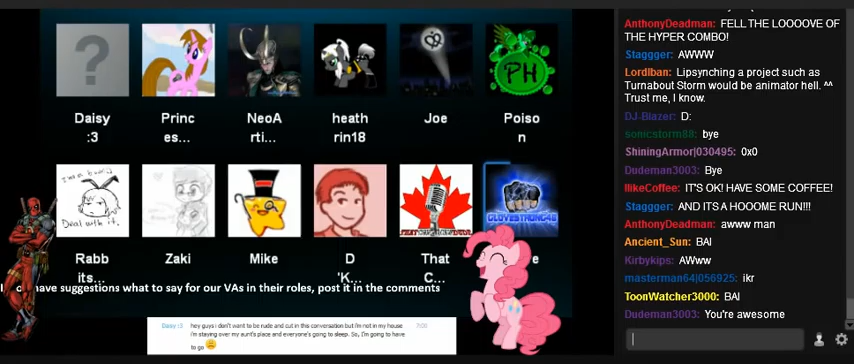 Daisy
:3
Princ
es...
NeoA
rti...
heath
rin18
Joe
PH
Poiso
n
I'm a bunny
Deal with it.
Rabb
its...
Zaki
Mike
D
'K...
That
C...
GLOVESTRONG46
e
have suggestions what to say for our VAs in their roles, post it in the comments
Daisy :3
hey guys i don't want to be rude and cut in this conversation but i'm not in my house
i'm staying over my aunt's place and everyone's going to sleep. So, i'm going to have
to go
AnthonyDeadman: FELL THE LOOOOVE OF
THE HYPER COMBO!
Staggger: AWWW
LordIban: Lipsynching a project such as
Turnabout Storm would be animator hell. ^^
Trust me, I know.
DJ-Blazer: D:
sonicstorm88: bye
ShiningArmor|030495: 0x0
Dudeman3003: Bye
IlikeCoffee: IT'S OK! HAVE SOME COFFEE!
Staggger: AND ITS A HOOOME RUN!!!
AnthonyDeadman: awww man
Ancient_Sun: BAI
Kirbykips: AWww
masterman64|056925: ikr
ToonWatcher3000: BAI
Dudeman3003: You're awesome